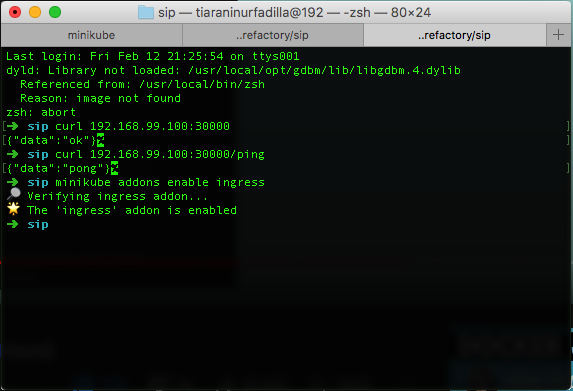 sip — tiaraninurfadilla@192 — -zsh — 80×24
minikube
..refactory/sip
..refactory/sip
Last login: Fri Feb 12 21:25:54 on ttys001
dyld: Library not loaded: /usr/local/opt/gdbm/lib/libgdbm.4.dylib
  Referenced from: /usr/local/bin/zsh
  Reason: image not found
zsh: abort
[➜  sip curl 192.168.99.100:30000 ]
[{"data":"ok"}% ]
➜  sip curl 192.168.99.100:30000/ping
[{"data":"pong"}% ]
➜  sip minikube addons enable ingress
🔎 Verifying ingress addon...
🌟 The 'ingress' addon is enabled
➜  sip